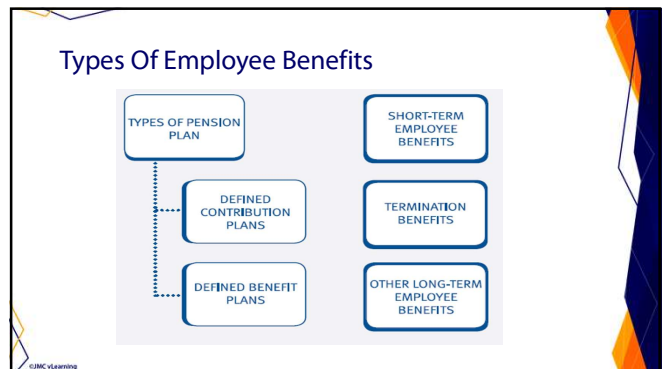 Types Of Employee Benefits
TYPES OF PENSION
PLAN
DEFINED
CONTRIBUTION
PLANS
DEFINED BENEFIT
PLANS
SHORT-TERM
EMPLOYEE
BENEFITS
TERMINATION
BENEFITS
OTHER LONG-TERM
EMPLOYEE
BENEFITS
©JMC vLearning